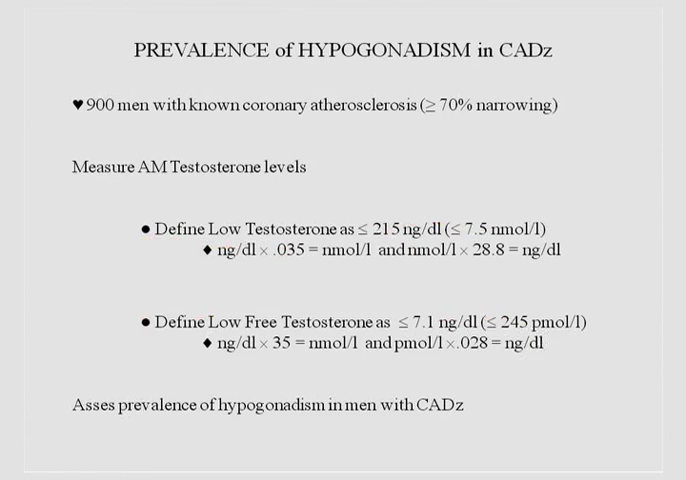 PREVALENCE of HYPOGONADISM in CADz
♥ 900 men with known coronary atherosclerosis (≥ 70% narrowing)
Measure AM Testosterone levels
● Define Low Testosterone as ≤ 215 ng/dl (≤ 7.5 nmol/l)
♦ ng/dl × .035 = nmol/l and nmol/l × 28.8 = ng/dl
● Define Low Free Testosterone as ≤ 7.1 ng/dl (≤ 245 pmol/l)
♦ ng/dl × 35 = nmol/l and pmol/l × .028 = ng/dl
Asses prevalence of hypogonadism in men with CADz